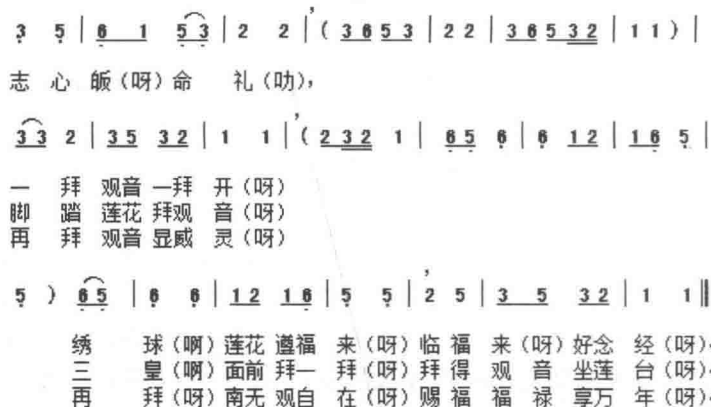 3 5 | 6 1 5 3 | 2 2 |’( 3 6 5 3 | 2 2 | 3 6 5 3 2 | 1 1 ) |
志 心 皈(呀)命 礼(叻),
3 3 2 | 3 5 3 2 | 1 1 |’( 2 3 2 1 | 6 5 6 | 6 1 2 | 1 6 5 |
一 拜 观音 一拜 开(呀)
脚 踏 莲花 拜观 音(呀)
再 拜 观音 显威 灵(呀)
5 ) 6 5 | 6 6 | 1 2 1 6 | 5 5 |’2 5 | 3 5 3 2 | 1 1 ‖
绣 球(啊)莲花 遵福 来(呀)临 福 来(呀)好念 经(呀)。
三 皇(啊)面前 拜一 拜(呀)拜 得 观 音 坐莲 台(呀)。
再 拜(呀)南无 观自 在(呀)赐 福 福 禄 享万 年(呀)。